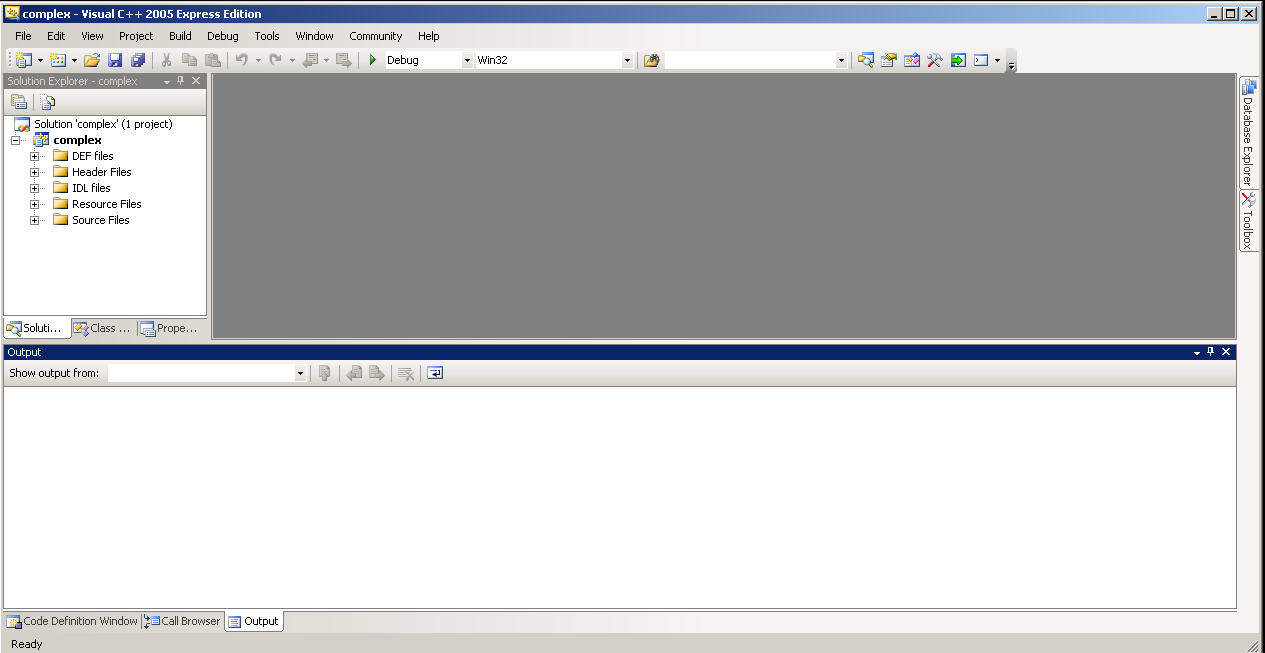 complex - Visual C++ 2005 Express Edition
File Edit View Project Build Debug Tools Window Community Help
Debug Win32
Solution Explorer - complex
Solution 'complex' (1 project)
complex
DEF files
Header Files
IDL files
Resource Files
Source Files
Soluti... Class ... Prope...
Database Explorer
Toolbox
Output
Show output from:
Code Definition Window Call Browser Output
Ready